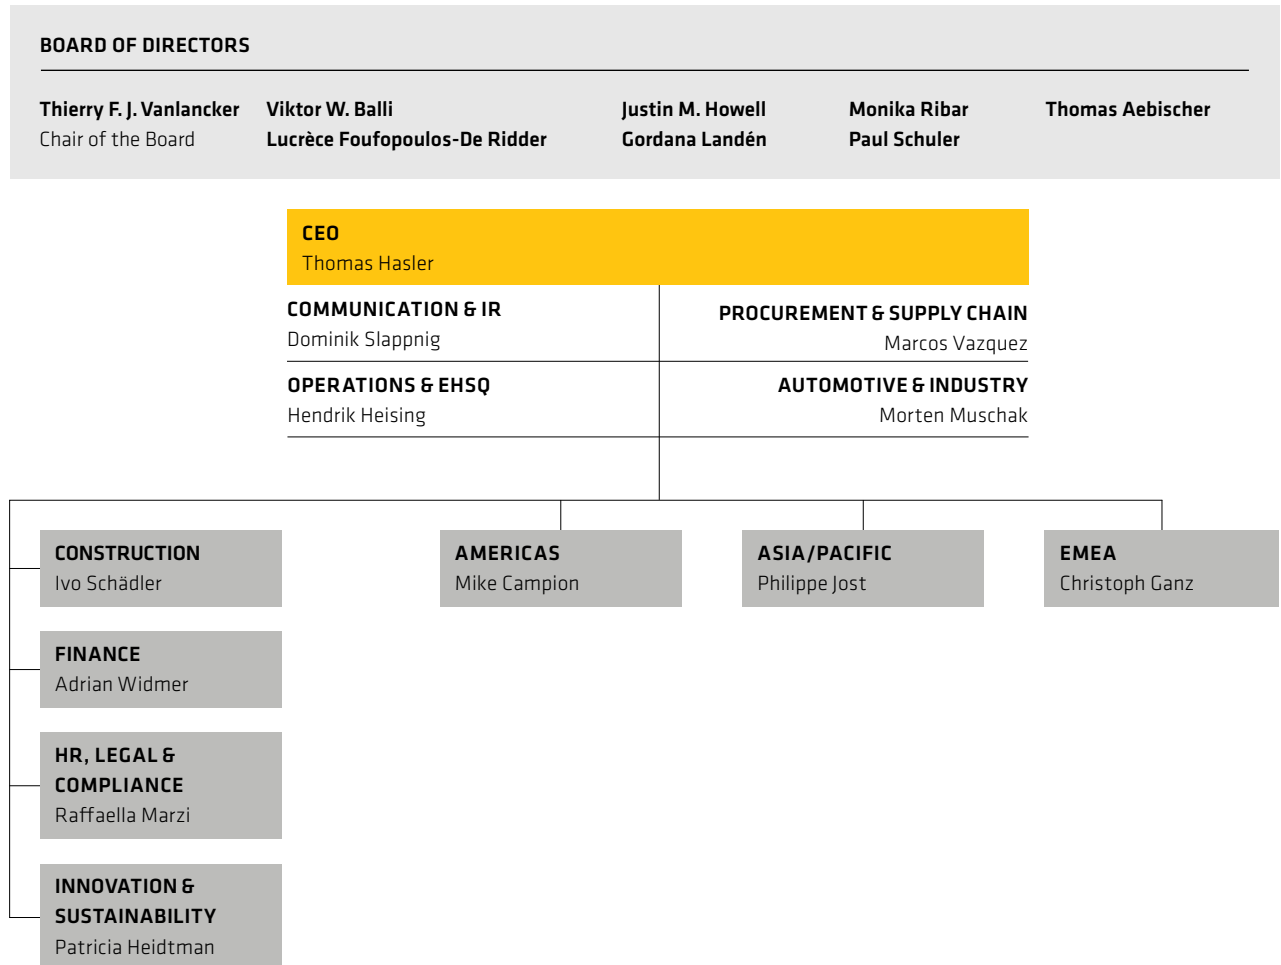 BOARD OF DIRECTORS
Thierry F. J. Vanlancker
Chair of the Board
Viktor W. Balli
Lucrèce Foufopoulos-De Ridder
Justin M. Howell
Gordana Landén
Monika Ribar
Paul Schuler
Thomas Aebischer
CEO
Thomas Hasler
COMMUNICATION & IR
Dominik Slappnig
PROCUREMENT & SUPPLY CHAIN
Marcos Vazquez
OPERATIONS & EHSQ
Hendrik Heising
AUTOMOTIVE & INDUSTRY
Morten Muschak
CONSTRUCTION
Ivo Schädler
AMERICAS
Mike Campion
ASIA/PACIFIC
Philippe Jost
EMEA
Christoph Ganz
FINANCE
Adrian Widmer
HR, LEGAL &
COMPLIANCE
Raffaella Marzi
INNOVATION &
SUSTAINABILITY
Patricia Heidtman